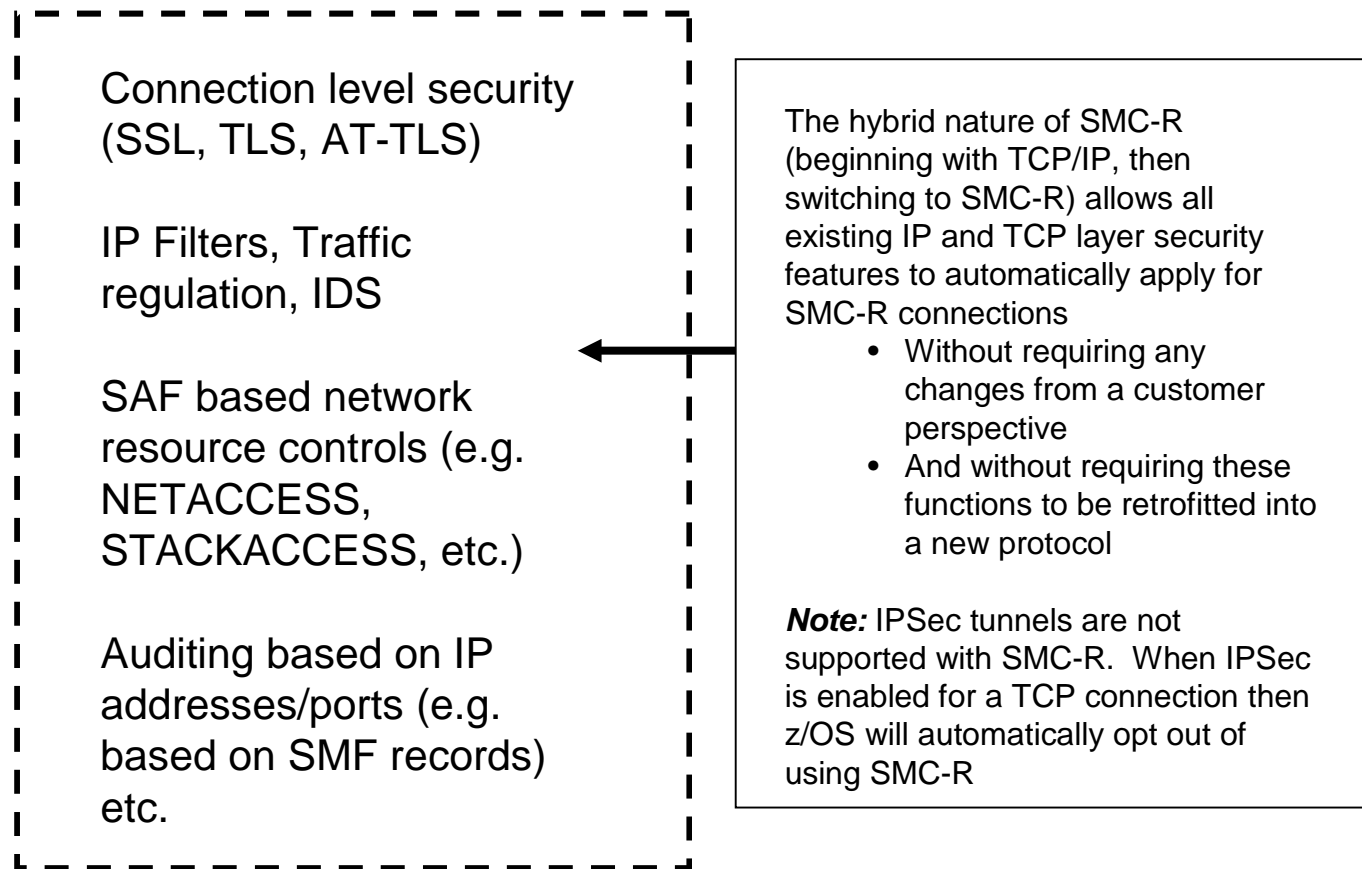 Connection level security
(SSL, TLS, AT-TLS)
IP Filters, Traffic
regulation, IDS
SAF based network
resource controls (e.g.
NETACCESS,
STACKACCESS, etc.)
Auditing based on IP
addresses/ports (e.g.
based on SMF records)
etc.
The hybrid nature of SMC-R
(beginning with TCP/IP, then
switching to SMC-R) allows all
existing IP and TCP layer security
features to automatically apply for
SMC-R connections
• Without requiring any
changes from a customer
perspective
• And without requiring these
functions to be retrofitted into
a new protocol
Note: IPSec tunnels are not
supported with SMC-R. When IPSec
is enabled for a TCP connection then
z/OS will automatically opt out of
using SMC-R